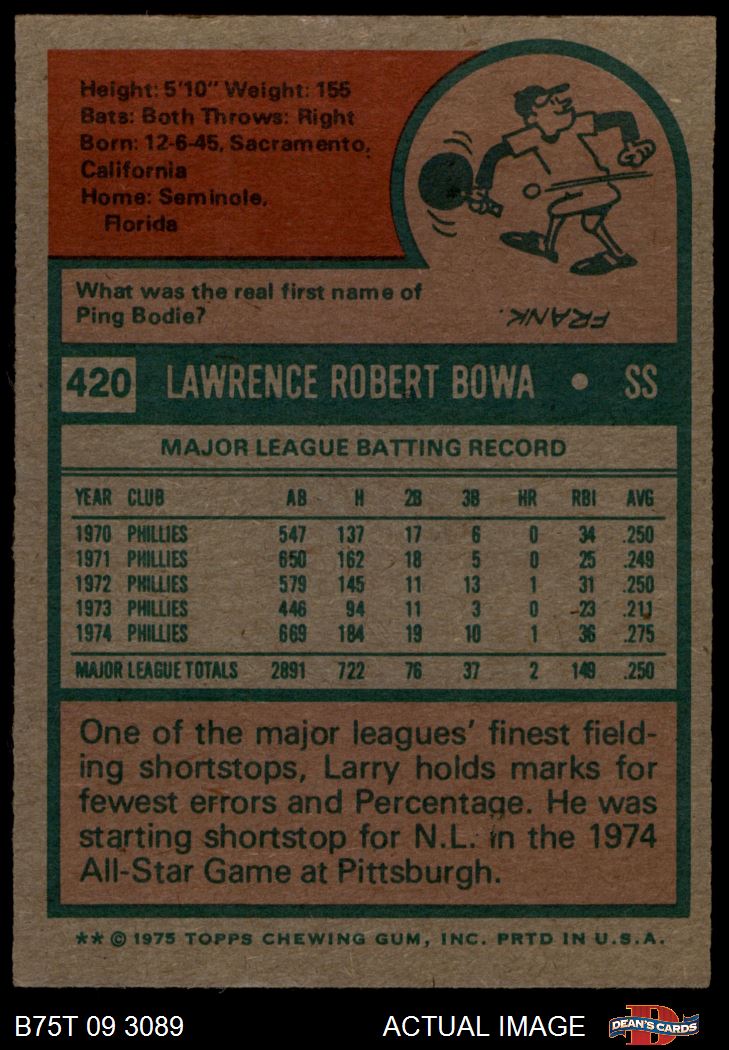 Height: 5'10" Weight: 155
Bats: Both Throws: Right
Born: 12-6-45, Sacramento,
California
Home: Seminole,
Florida
What was the real first name of
Ping Bodie?
FRANK.
420 LAWRENCE ROBERT BOWA • SS
MAJOR LEAGUE BATTING RECORD
YEAR CLUB AB H 2B 3B HR RBI AVG
1970 PHILLIES 547 137 17 6 0 34 .250
1971 PHILLIES 650 162 18 5 0 25 .249
1972 PHILLIES 579 145 11 13 1 31 .250
1973 PHILLIES 446 94 11 3 0 23 .211
1974 PHILLIES 669 184 19 10 1 36 .275
MAJOR LEAGUE TOTALS 2891 722 76 37 2 149 .250
One of the major leagues' finest field-
ing shortstops, Larry holds marks for
fewest errors and Percentage. He was
starting shortstop for N.L. in the 1974
All-Star Game at Pittsburgh.
** © 1975 TOPPS CHEWING GUM, INC. PRTD IN U.S.A.
B75T 09 3089 ACTUAL IMAGE DEAN'S CARDS